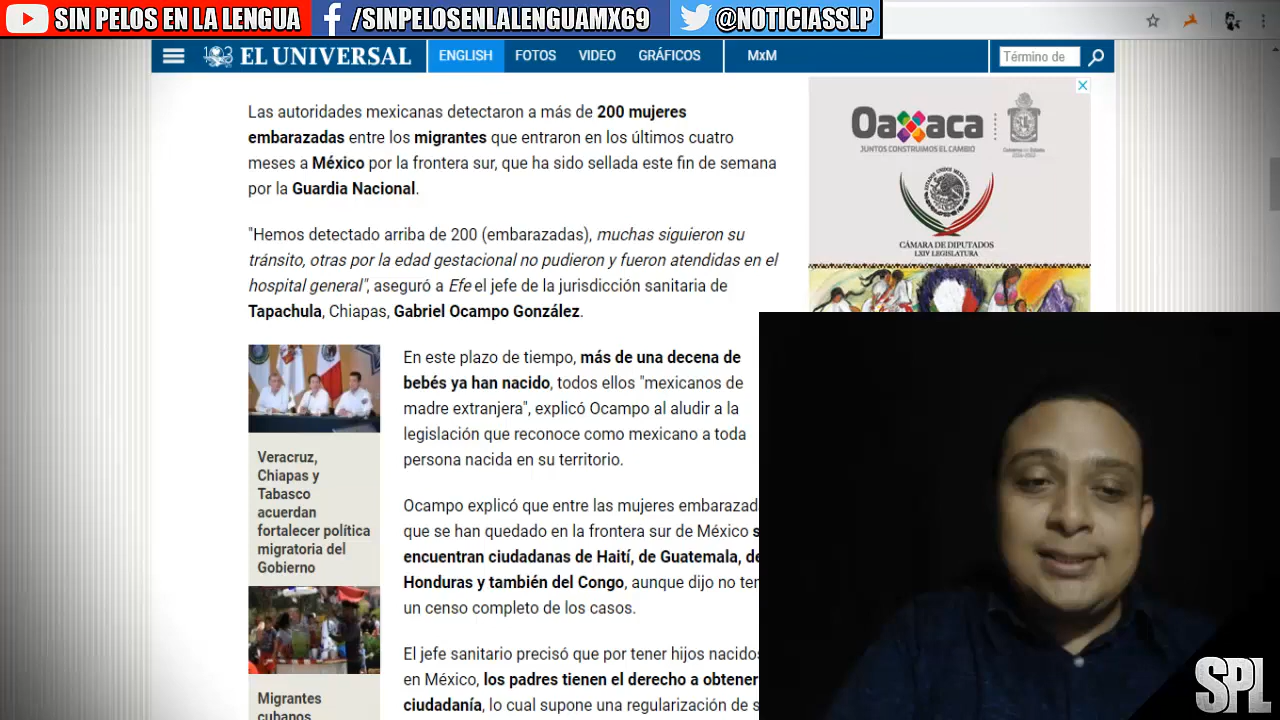 SIN PELOS EN LA LENGUA
/SINPELOSENLALENGUAMX69
@NOTICIASSLP
EL UNIVERSAL
ENGLISH
FOTOS
VIDEO
GRÁFICOS
MxM
Término de
Las autoridades mexicanas detectaron a más de 200 mujeres
embarazadas entre los migrantes que entraron en los últimos cuatro
meses a México por la frontera sur, que ha sido sellada este fin de semana
por la Guardia Nacional.
"Hemos detectado arriba de 200 (embarazadas), muchas siguieron su
tránsito, otras por la edad gestacional no pudieron y fueron atendidas en el
hospital general", aseguró a Efe el jefe de la jurisdicción sanitaria de
Tapachula, Chiapas, Gabriel Ocampo González.
En este plazo de tiempo, más de una decena de
bebés ya han nacido, todos ellos "mexicanos de
madre extranjera", explicó Ocampo al aludir a la
legislación que reconoce como mexicano a toda
persona nacida en su territorio.
Ocampo explicó que entre las mujeres embarazad
que se han quedado en la frontera sur de México s
encuentran ciudadanas de Haití, de Guatemala, de
Honduras y también del Congo, aunque dijo no ten
un censo completo de los casos.
El jefe sanitario precisó que por tener hijos nacidos
en México, los padres tienen el derecho a obtener
ciudadanía, lo cual supone una regularización de s
Veracruz,
Chiapas y
Tabasco
acuerdan
fortalecer política
migratoria del
Gobierno
Migrantes
cubanos
Oaxaca
JUNTOS CONSTRUIMOS EL CAMBIO
ESTADOS UNIDOS MEXICANOS
CÁMARA DE DIPUTADOS
LXIV LEGISLATURA
SPL